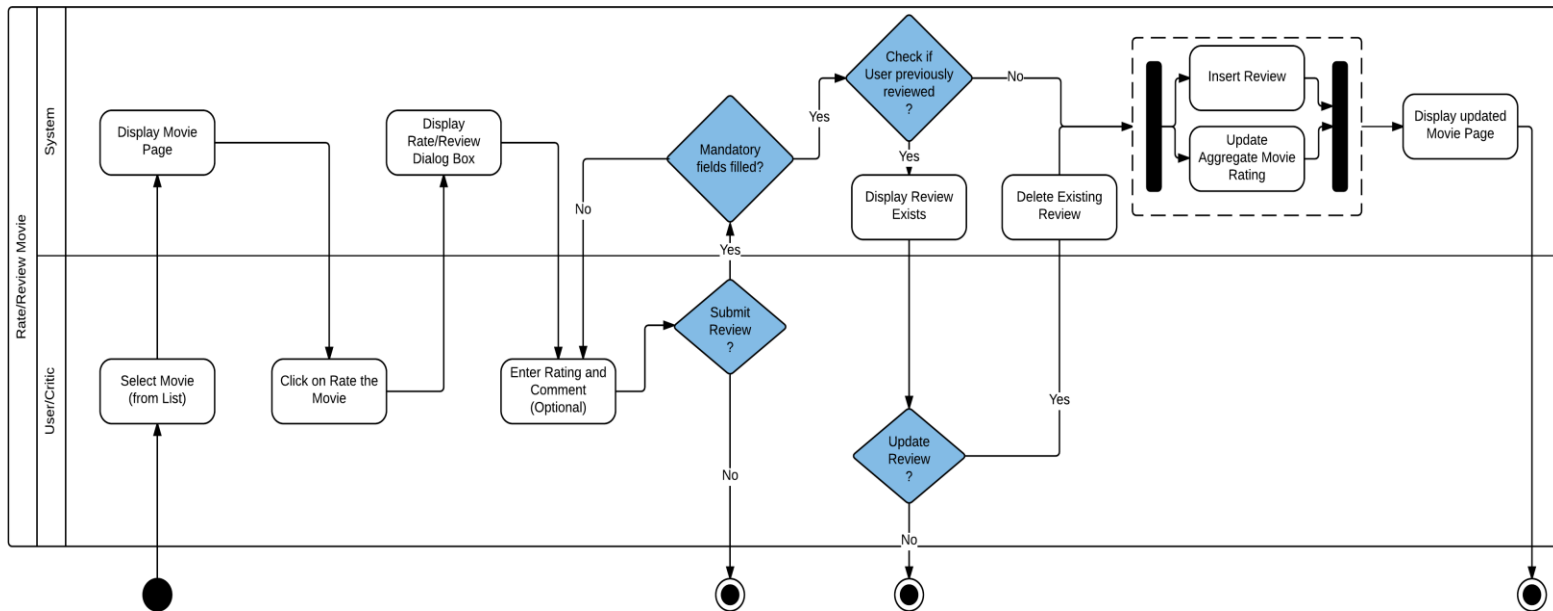 Rate/Review Movie
System
User/Critic
Display Movie
Page
Select Movie
(from List)
Click on Rate the
Movie
Display
Rate/Review
Dialog Box
Enter Rating and
Comment
(Optional)
No
Mandatory
fields filled?
Yes
Yes
Submit
Review
?
No
Check if
User previously
reviewed
?
No
Yes
Display Review
Exists
Delete Existing
Review
Update
Review
?
Yes
No
Insert Review
Update
Aggregate Movie
Rating
Display updated
Movie Page